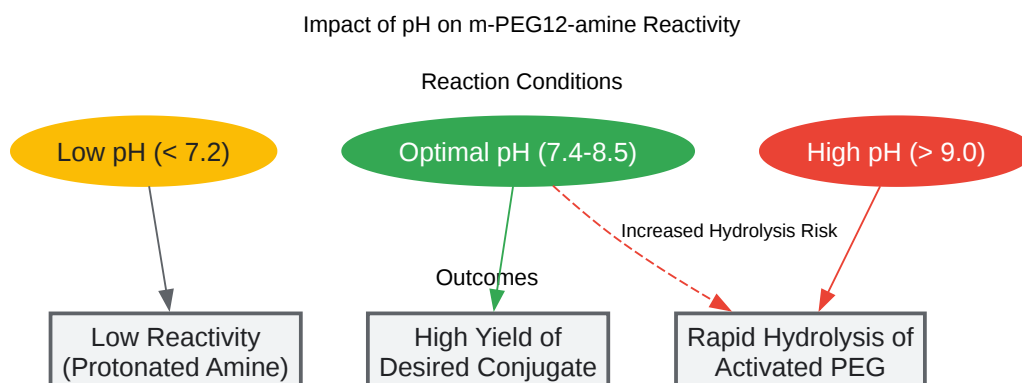 Impact of pH on m-PEG12-amine Reactivity
Reaction Conditions
Low pH (< 7.2)
Optimal pH (7.4-8.5)
High pH (> 9.0)
Increased Hydrolysis Risk
Outcomes
Low Reactivity
(Protonated Amine)
High Yield of
Desired Conjugate
Rapid Hydrolysis of
Activated PEG